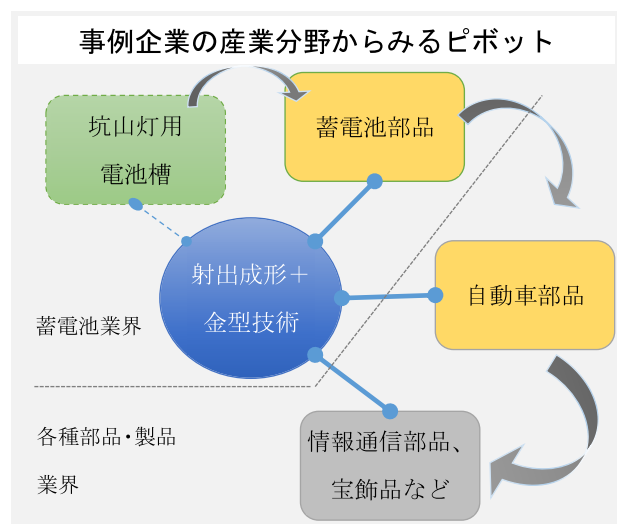 事例企業の産業分野からみるピボット
坑山灯用
電池槽
蓄電池部品
射出成形＋
金型技術
自動車部品
蓄電池業界
各種部品・製品
業界
情報通信部品、
宝飾品など